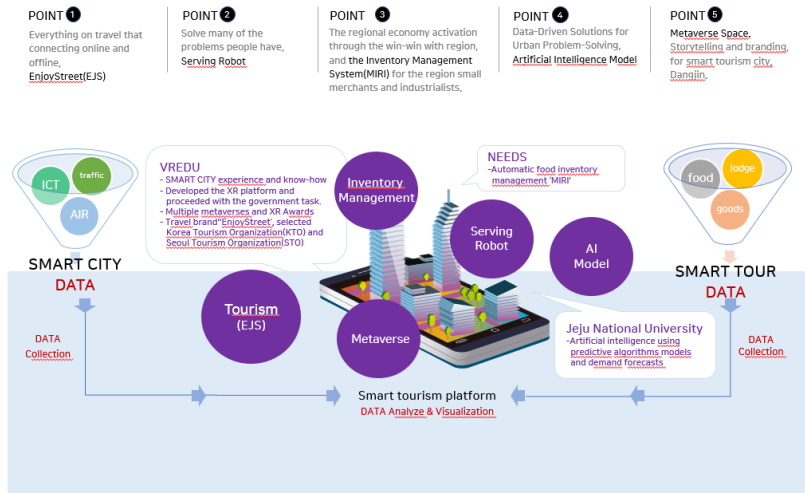 POINT 1
Everything on travel that
connecting online and
offline,
EnjoyStreet(EJS)
POINT 2
Solve many of the
problems people have,
Serving Robot
POINT 3
The regional economy activation
through the win-win with region,
and the Inventory Management
System(MIRI) for the region small
merchants and industrialists.
POINT 4
Data-Driven Solutions for
Urban Problem-Solving,
Artificial Intelligence Model
POINT 5
Metaverse Space,
Storytelling and branding,
for smart tourism city,
Dangjin.
ICT
traffic
AIR
SMART CITY
DATA
DATA
Collection
VREDU
- SMART CITY experience and know-how
- Developed the XR platform and
proceeded with the government task.
- Multiple metaverses and XR Awards
- Travel brand"EnjoyStreet', selected
Korea Tourism Organization(KTO) and
Seoul Tourism Organization(STO)
Inventory
Management
NEEDS
-Automatic food inventory
management 'MIRI'
Serving
Robot
AI
Model
Tourism
(EJS)
Metaverse
Jeju National University
-Artificial intelligence using
predictive algorithms models
and demand forecasts
food
lodge
goods
SMART TOUR
DATA
DATA
Collection
Smart tourism platform
DATA Analyze & Visualization